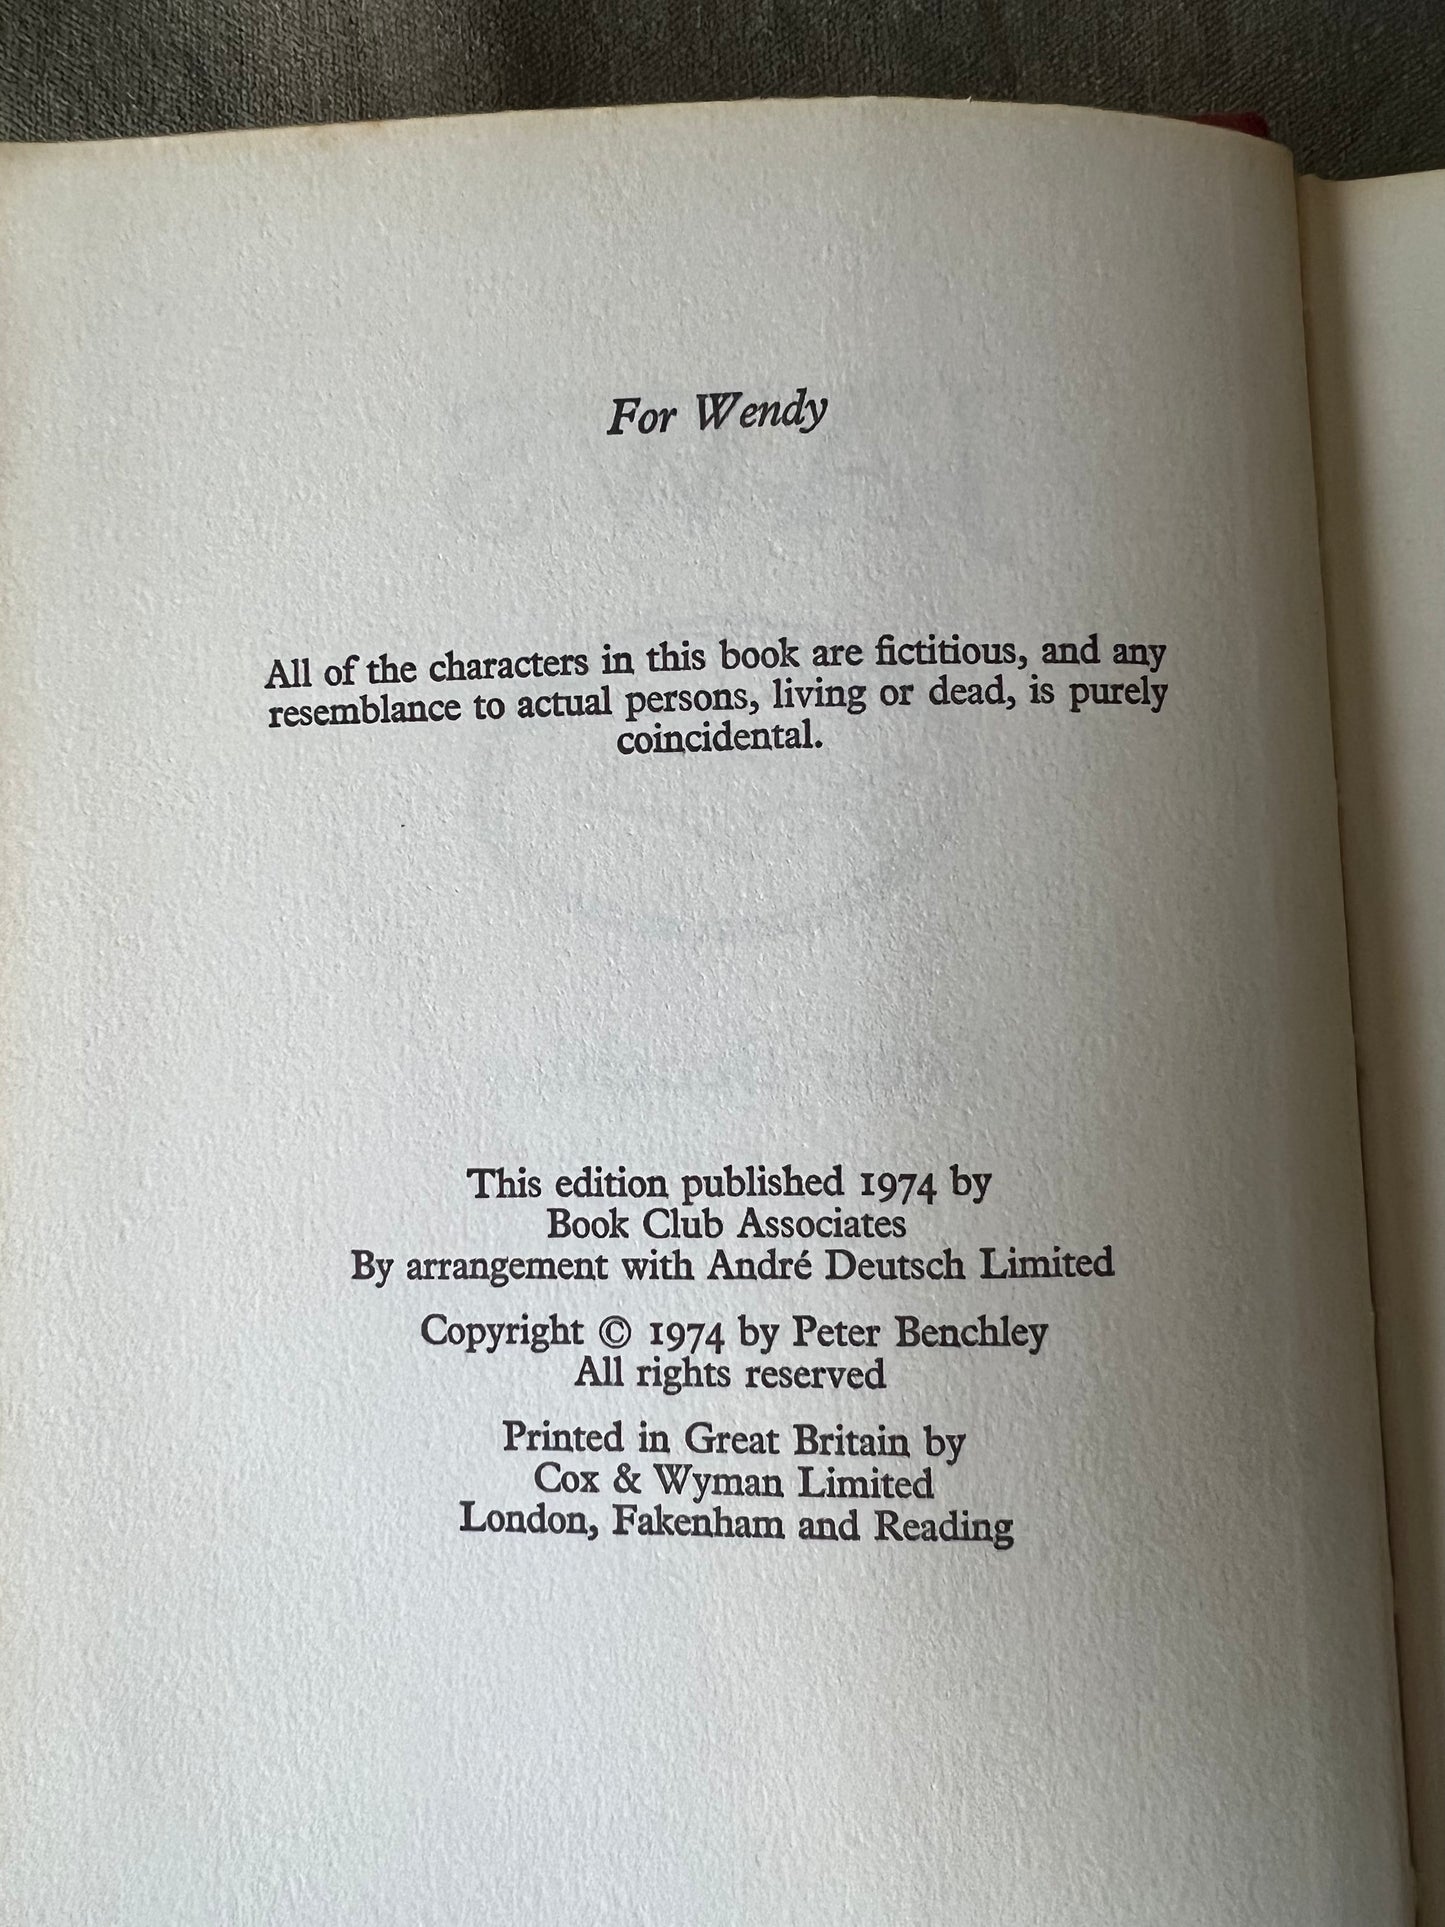 For Wendy
All of the characters in this book are fictitious, and any
resemblance to actual persons, living or dead, is purely
coincidental.
This edition published 1974 by
Book Club Associates
By arrangement with André Deutsch Limited
Copyright © 1974 by Peter Benchley
All rights reserved
Printed in Great Britain by
Cox & Wyman Limited
London, Fakenham and Reading